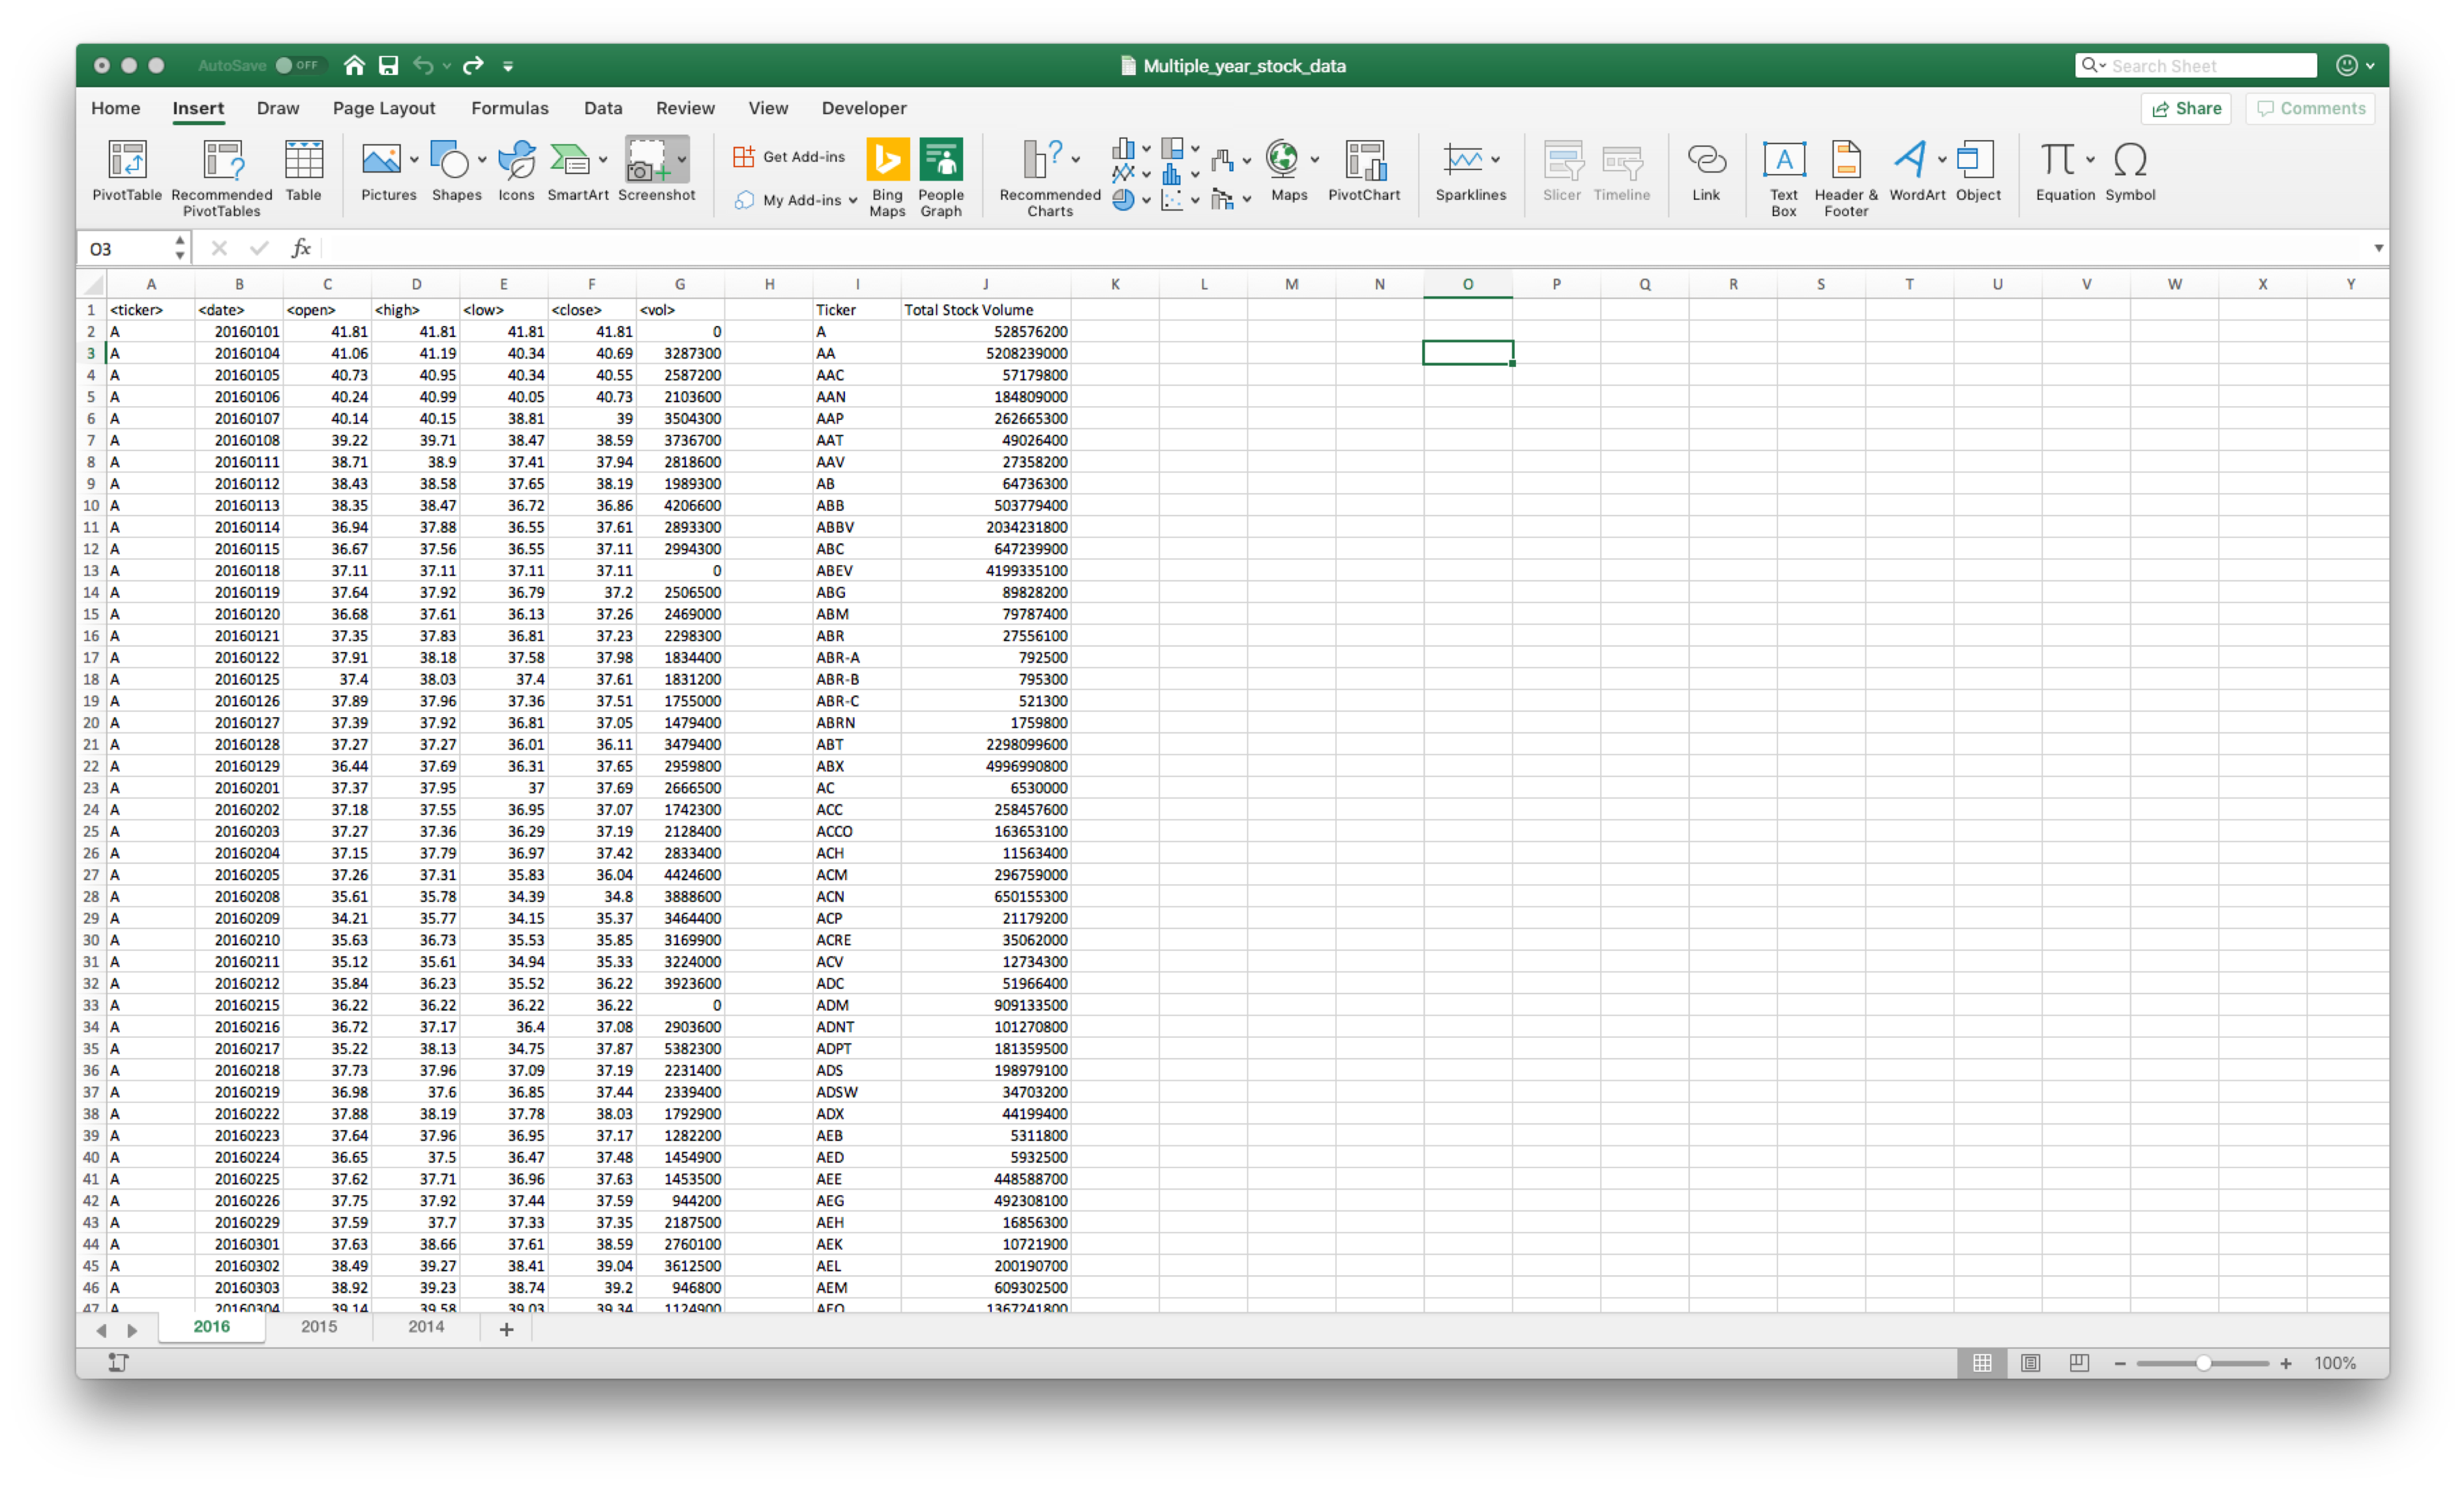 AutoSave OFF Multiple_year_stock_data Search Sheet
Home Insert Draw Page Layout Formulas Data Review View Developer Share Comments
PivotTable Recommended PivotTables Table Pictures Shapes Icons SmartArt Screenshot Get Add-ins My Add-ins Bing Maps People Graph Recommended Charts Maps PivotChart Sparklines Slicer Timeline Link Text Box Header & Footer WordArt Object Equation Symbol
O3 fx
A B C D E F G H I J K L M N O P Q R S T U V W X Y
1 <ticker> <date> <open> <high> <low> <close> <vol> Ticker Total Stock Volume
2 A 20160101 41.81 41.81 41.81 41.81 0 A 528576200
3 A 20160104 41.06 41.19 40.34 40.69 3287300 AA 5208239000
4 A 20160105 40.73 40.95 40.34 40.55 2587200 AAC 57179800
5 A 20160106 40.24 40.99 40.05 40.73 2103600 AAN 184809000
6 A 20160107 40.14 40.15 38.81 39 3504300 AAP 262665300
7 A 20160108 39.22 39.71 38.47 38.59 3736700 AAT 49026400
8 A 20160111 38.71 38.9 37.41 37.94 2818600 AAV 27358200
9 A 20160112 38.43 38.58 37.65 38.19 1989300 AB 64736300
10 A 20160113 38.35 38.47 36.72 36.86 4206600 ABB 503779400
11 A 20160114 36.94 37.88 36.55 37.61 2893300 ABBV 2034231800
12 A 20160115 36.67 37.56 36.55 37.11 2994300 ABC 647239900
13 A 20160118 37.11 37.11 37.11 37.11 0 ABEV 4199335100
14 A 20160119 37.64 37.92 36.79 37.2 2506500 ABG 89828200
15 A 20160120 36.68 37.61 36.13 37.26 2469000 ABM 79787400
16 A 20160121 37.35 37.83 36.81 37.23 2298300 ABR 27556100
17 A 20160122 37.91 38.18 37.58 37.98 1834400 ABR-A 792500
18 A 20160125 37.4 38.03 37.4 37.61 1831200 ABR-B 795300
19 A 20160126 37.89 37.96 37.36 37.51 1755000 ABR-C 521300
20 A 20160127 37.39 37.92 36.81 37.05 1479400 ABRN 1759800
21 A 20160128 37.27 37.27 36.01 36.11 3479400 ABT 2298099600
22 A 20160129 36.44 37.69 36.31 37.65 2959800 ABX 4996990800
23 A 20160201 37.37 37.95 37 37.69 2666500 AC 6530000
24 A 20160202 37.18 37.55 36.95 37.07 1742300 ACC 258457600
25 A 20160203 37.27 37.36 36.29 37.19 2128400 ACCO 163653100
26 A 20160204 37.15 37.79 36.97 37.42 2833400 ACH 11563400
27 A 20160205 37.26 37.31 35.83 36.04 4424600 ACM 296759000
28 A 20160208 35.61 35.78 34.39 34.8 3888600 ACN 650155300
29 A 20160209 34.21 35.77 34.15 35.37 3464400 ACP 21179200
30 A 20160210 35.63 36.73 35.53 35.85 3169900 ACRE 35062000
31 A 20160211 35.12 35.61 34.94 35.33 3224000 ACV 12734300
32 A 20160212 35.84 36.23 35.52 36.22 3923600 ADC 51966400
33 A 20160215 36.22 36.22 36.22 36.22 0 ADM 909133500
34 A 20160216 36.72 37.17 36.4 37.08 2903600 ADNT 101270800
35 A 20160217 35.22 38.13 34.75 37.87 5382300 ADPT 181359500
36 A 20160218 37.73 37.96 37.09 37.19 2231400 ADS 198979100
37 A 20160219 36.98 37.6 36.85 37.44 2339400 ADSW 34703200
38 A 20160222 37.88 38.19 37.78 38.03 1792900 ADX 44199400
39 A 20160223 37.64 37.96 36.95 37.17 1282200 AEB 5311800
40 A 20160224 36.65 37.5 36.47 37.48 1454900 AED 5932500
41 A 20160225 37.62 37.71 36.96 37.63 1453500 AEE 448588700
42 A 20160226 37.75 37.92 37.44 37.59 944200 AEG 492308100
43 A 20160229 37.59 37.7 37.33 37.35 2187500 AEH 16856300
44 A 20160301 37.63 38.66 37.61 38.59 2760100 AEK 10721900
45 A 20160302 38.49 39.27 38.41 39.04 3612500 AEL 200190700
46 A 20160303 38.92 39.23 38.74 39.2 946800 AEM 609302500
47 A 20160304 39.14 39.58 39.03 39.34 1124900 AEO 1367241800
2016 2015 2014
100%